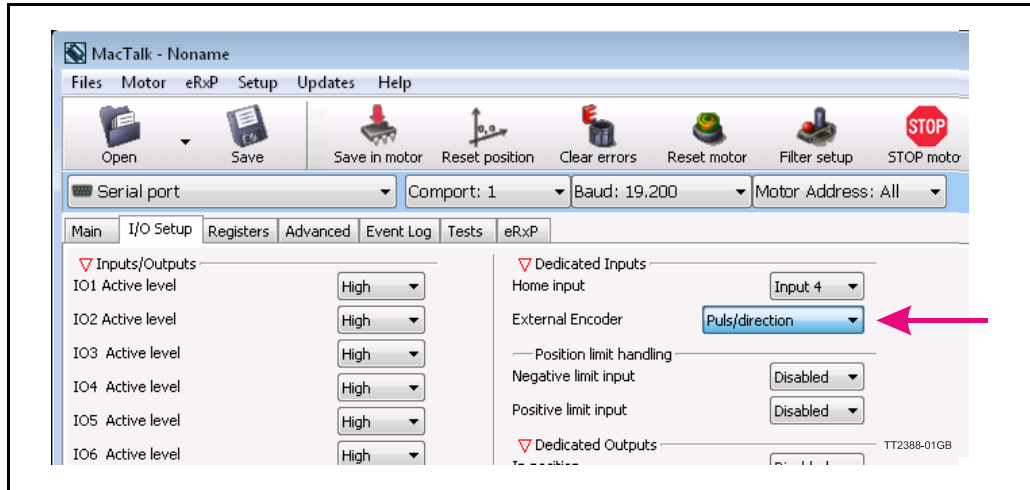 MacTalk - Noname
Files Motor eRxP Setup Updates Help
Open Save Save in motor Reset position Clear errors Reset motor Filter setup STOP moto
STOP
Serial port Comport: 1 Baud: 19.200 Motor Address: All
Main I/O Setup Registers Advanced Event Log Tests eRxP
Inputs/Outputs
IO1 Active level High
IO2 Active level High
IO3 Active level High
IO4 Active level High
IO5 Active level High
IO6 Active level High
Dedicated Inputs
Home input Input 4
External Encoder Puls/direction
Position limit handling
Negative limit input Disabled
Positive limit input Disabled
Dedicated Outputs
TT2388-01GB